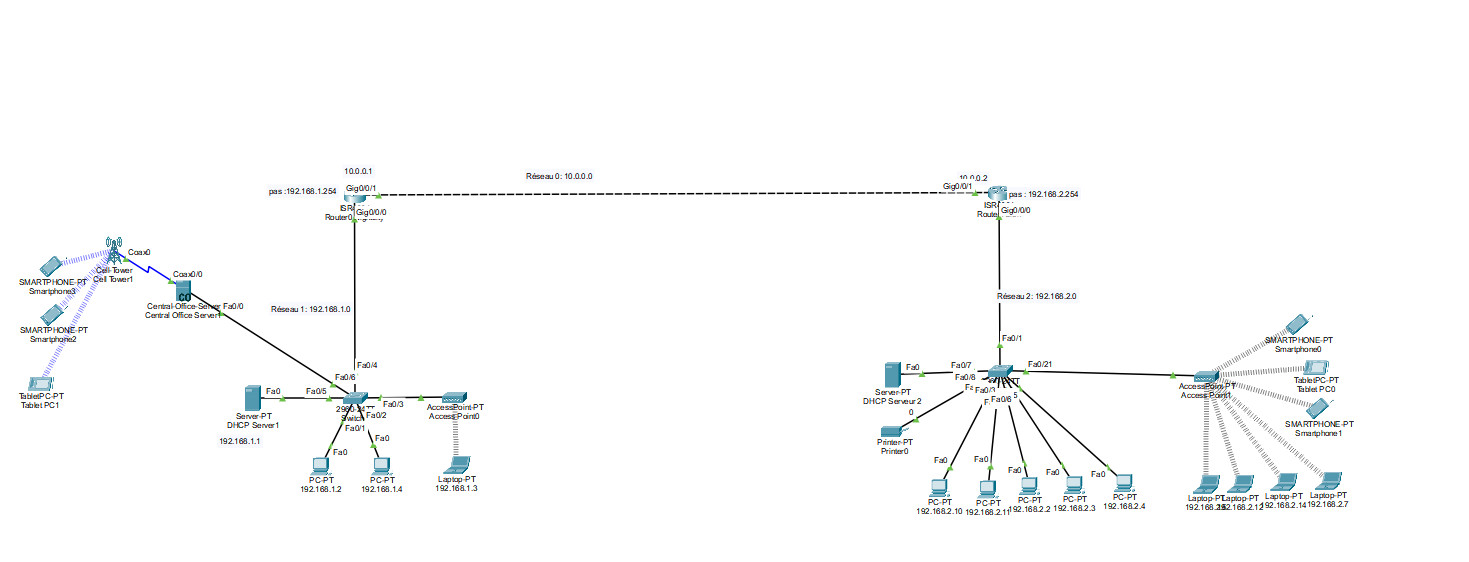 10.0.0.1
Réseau 0: 10.0.0.0
pas :192.168.1.254
Gig0/0/1
Gig0/0/0
10.0.0.2
Gig0/0/1
pas : 192.168.2.254
Gig0/0/0
Coax0
Cell-Tower
Cell Tower1
SMARTPHONE-PT
Smartphone3
SMARTPHONE-PT
Smartphone2
TabletPC-PT
Tablet PC1
Coax0/0
Central-Office-Server
Fa0/0
Central Office Server1
Réseau 1: 192.168.1.0
Réseau 2: 192.168.2.0
Fa0/4
Fa0/6
Fa0
Fa0/5
Server-PT
DHCP Server1
192.168.1.1
Switch
Fa0/3
Fa0/2
Fa0/1
AccessPoint-PT
Access Point0
Fa0
PC-PT
192.168.1.2
Fa0
PC-PT
192.168.1.4
Laptop-PT
192.168.1.3
Fa0/1
Fa0/21
Fa0
Fa0/7
Fa0/8
Fa0/3
Fa0/6
5
Server-PT
DHCP Serveur 2
0
Printer-PT
Printer0
Fa0
PC-PT
192.168.2.10
Fa0
PC-PT
192.168.2.11
Fa0
PC-PT
192.168.2.2
Fa0
PC-PT
192.168.2.3
Fa0
PC-PT
192.168.2.4
AccessPoint-PT
Access Point1
SMARTPHONE-PT
Smartphone0
TabletPC-PT
Tablet PC0
SMARTPHONE-PT
Smartphone1
Laptop-PT
Laptop-PT
192.168.2.12
Laptop-PT
192.168.2.14
Laptop-PT
192.168.2.7